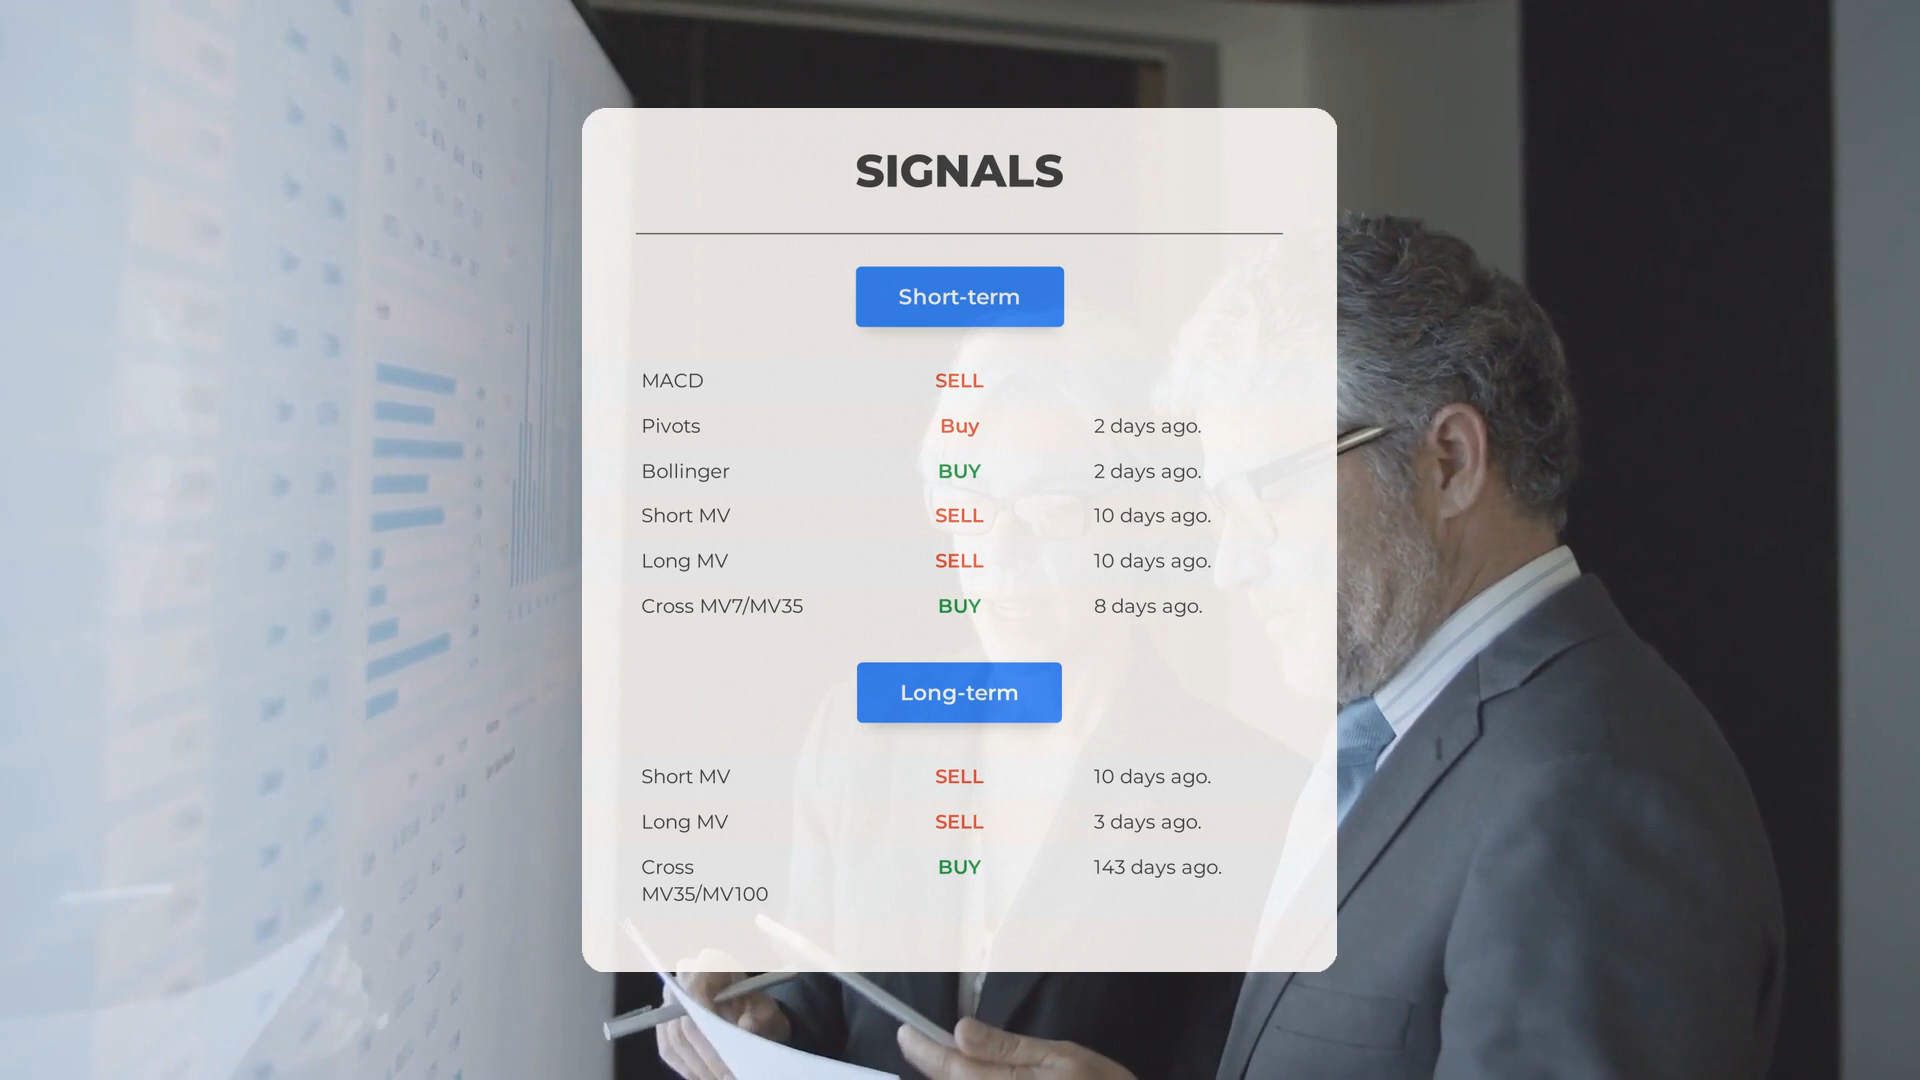 SIGNALS
Short-term
MACD SELL
Pivots Buy 2 days ago.
Bollinger BUY 2 days ago.
Short MV SELL 10 days ago.
Long MV SELL 10 days ago.
Cross MV7/MV35 BUY 8 days ago.
Long-term
Short MV SELL 10 days ago.
Long MV SELL 3 days ago.
Cross BUY 143 days ago.
MV35/MV100